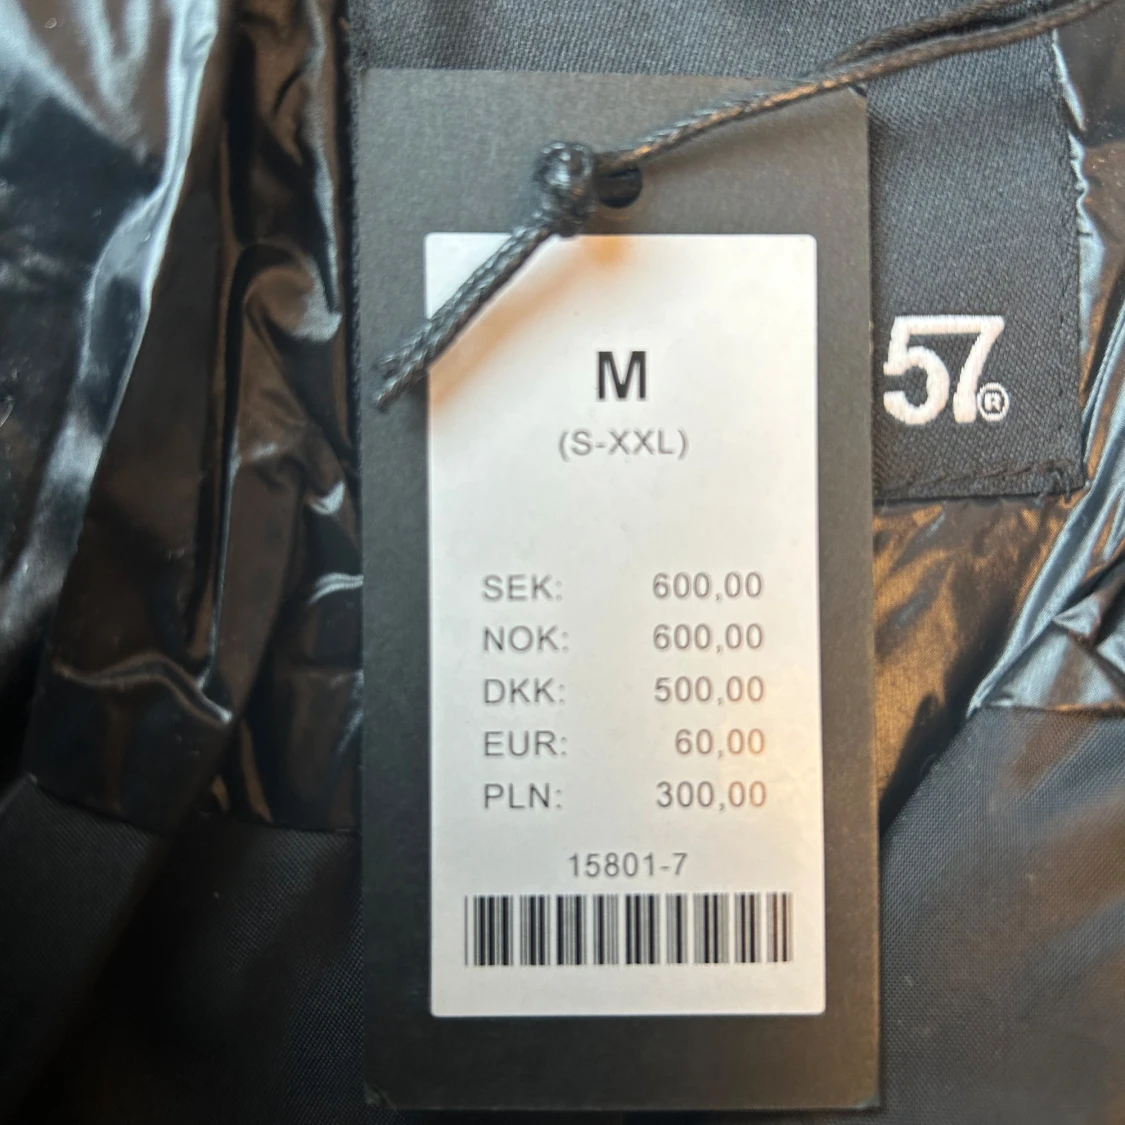 M
(S-XXL)
57®
SEK: 600,00
NOK: 600,00
DKK: 500,00
EUR: 60,00
PLN: 300,00
15801-7